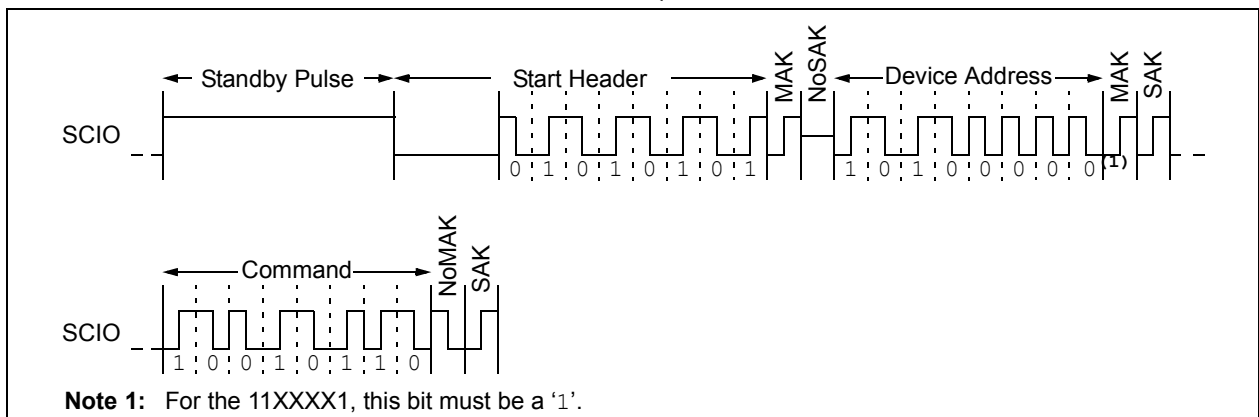 Standby Pulse Start Header MAK NoSAK Device Address MAK SAK
SCIO
0 1 0 1 0 1 0 1 1 0 1 0 0 0 0 0(1)
Command NoMAK SAK
SCIO
1 0 0 1 0 1 1 0
Note 1: For the 11XXXX1, this bit must be a '1'.